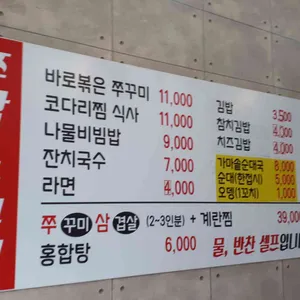 바로볶은 쭈꾸미 11,000
코다리찜 식사 11,000
나물비빔밥 9,000
잔치국수 7,000
라면 4,000
김밥 3,500
참치김밥 4,000
치즈김밥 4,000
가마솥순대국 8,000
순대(한접시) 5,000
오뎅(1꼬치) 1,000
쭈꾸미 삼겹살 (2~3인분) + 계란찜 39,0
홍합탕 6,000
물, 반찬 셀프입니